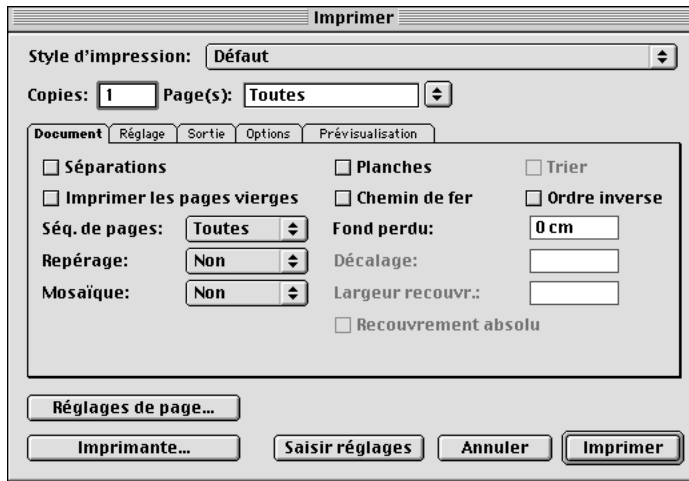 Imprimer
Style d'impression: Défaut
Copies: 1 Page(s): Toutes
Document Réglage Sortie Options Prévisualisation
Séparations Planches Trier
Imprimer les pages vierges Chemin de fer Ordre inverse
Séq. de pages: Toutes Fond perdu: 0 cm
Repérage: Non Décalage:
Mosaïque: Non Largeur recouvr.:
Recouvrement absolu
Réglages de page...
Imprimante... Saisir réglages Annuler Imprimer